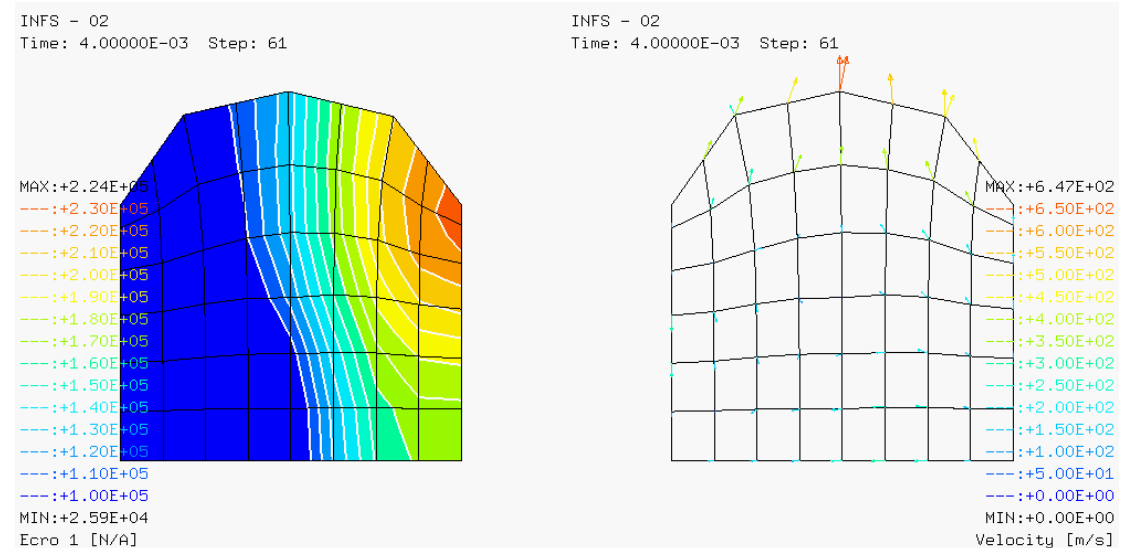 INFS - 02
Time: 4.00000E-03 Step: 61
MAX:+2.24E+05
---:+2.30E+05
---:+2.20E+05
---:+2.10E+05
---:+2.00E+05
---:+1.90E+05
---:+1.80E+05
---:+1.70E+05
---:+1.60E+05
---:+1.50E+05
---:+1.40E+05
---:+1.30E+05
---:+1.20E+05
---:+1.10E+05
---:+1.00E+05
MIN:+2.59E+04
Ecro 1 [N/A]
INFS - 02
Time: 4.00000E-03 Step: 61
MAX:+6.47E+02
---:+6.50E+02
---:+6.00E+02
---:+5.50E+02
---:+5.00E+02
---:+4.50E+02
---:+4.00E+02
---:+3.50E+02
---:+3.00E+02
---:+2.50E+02
---:+2.00E+02
---:+1.50E+02
---:+1.00E+02
---:+5.00E+01
---:+0.00E+00
MIN:+0.00E+00
Velocity [m/s]